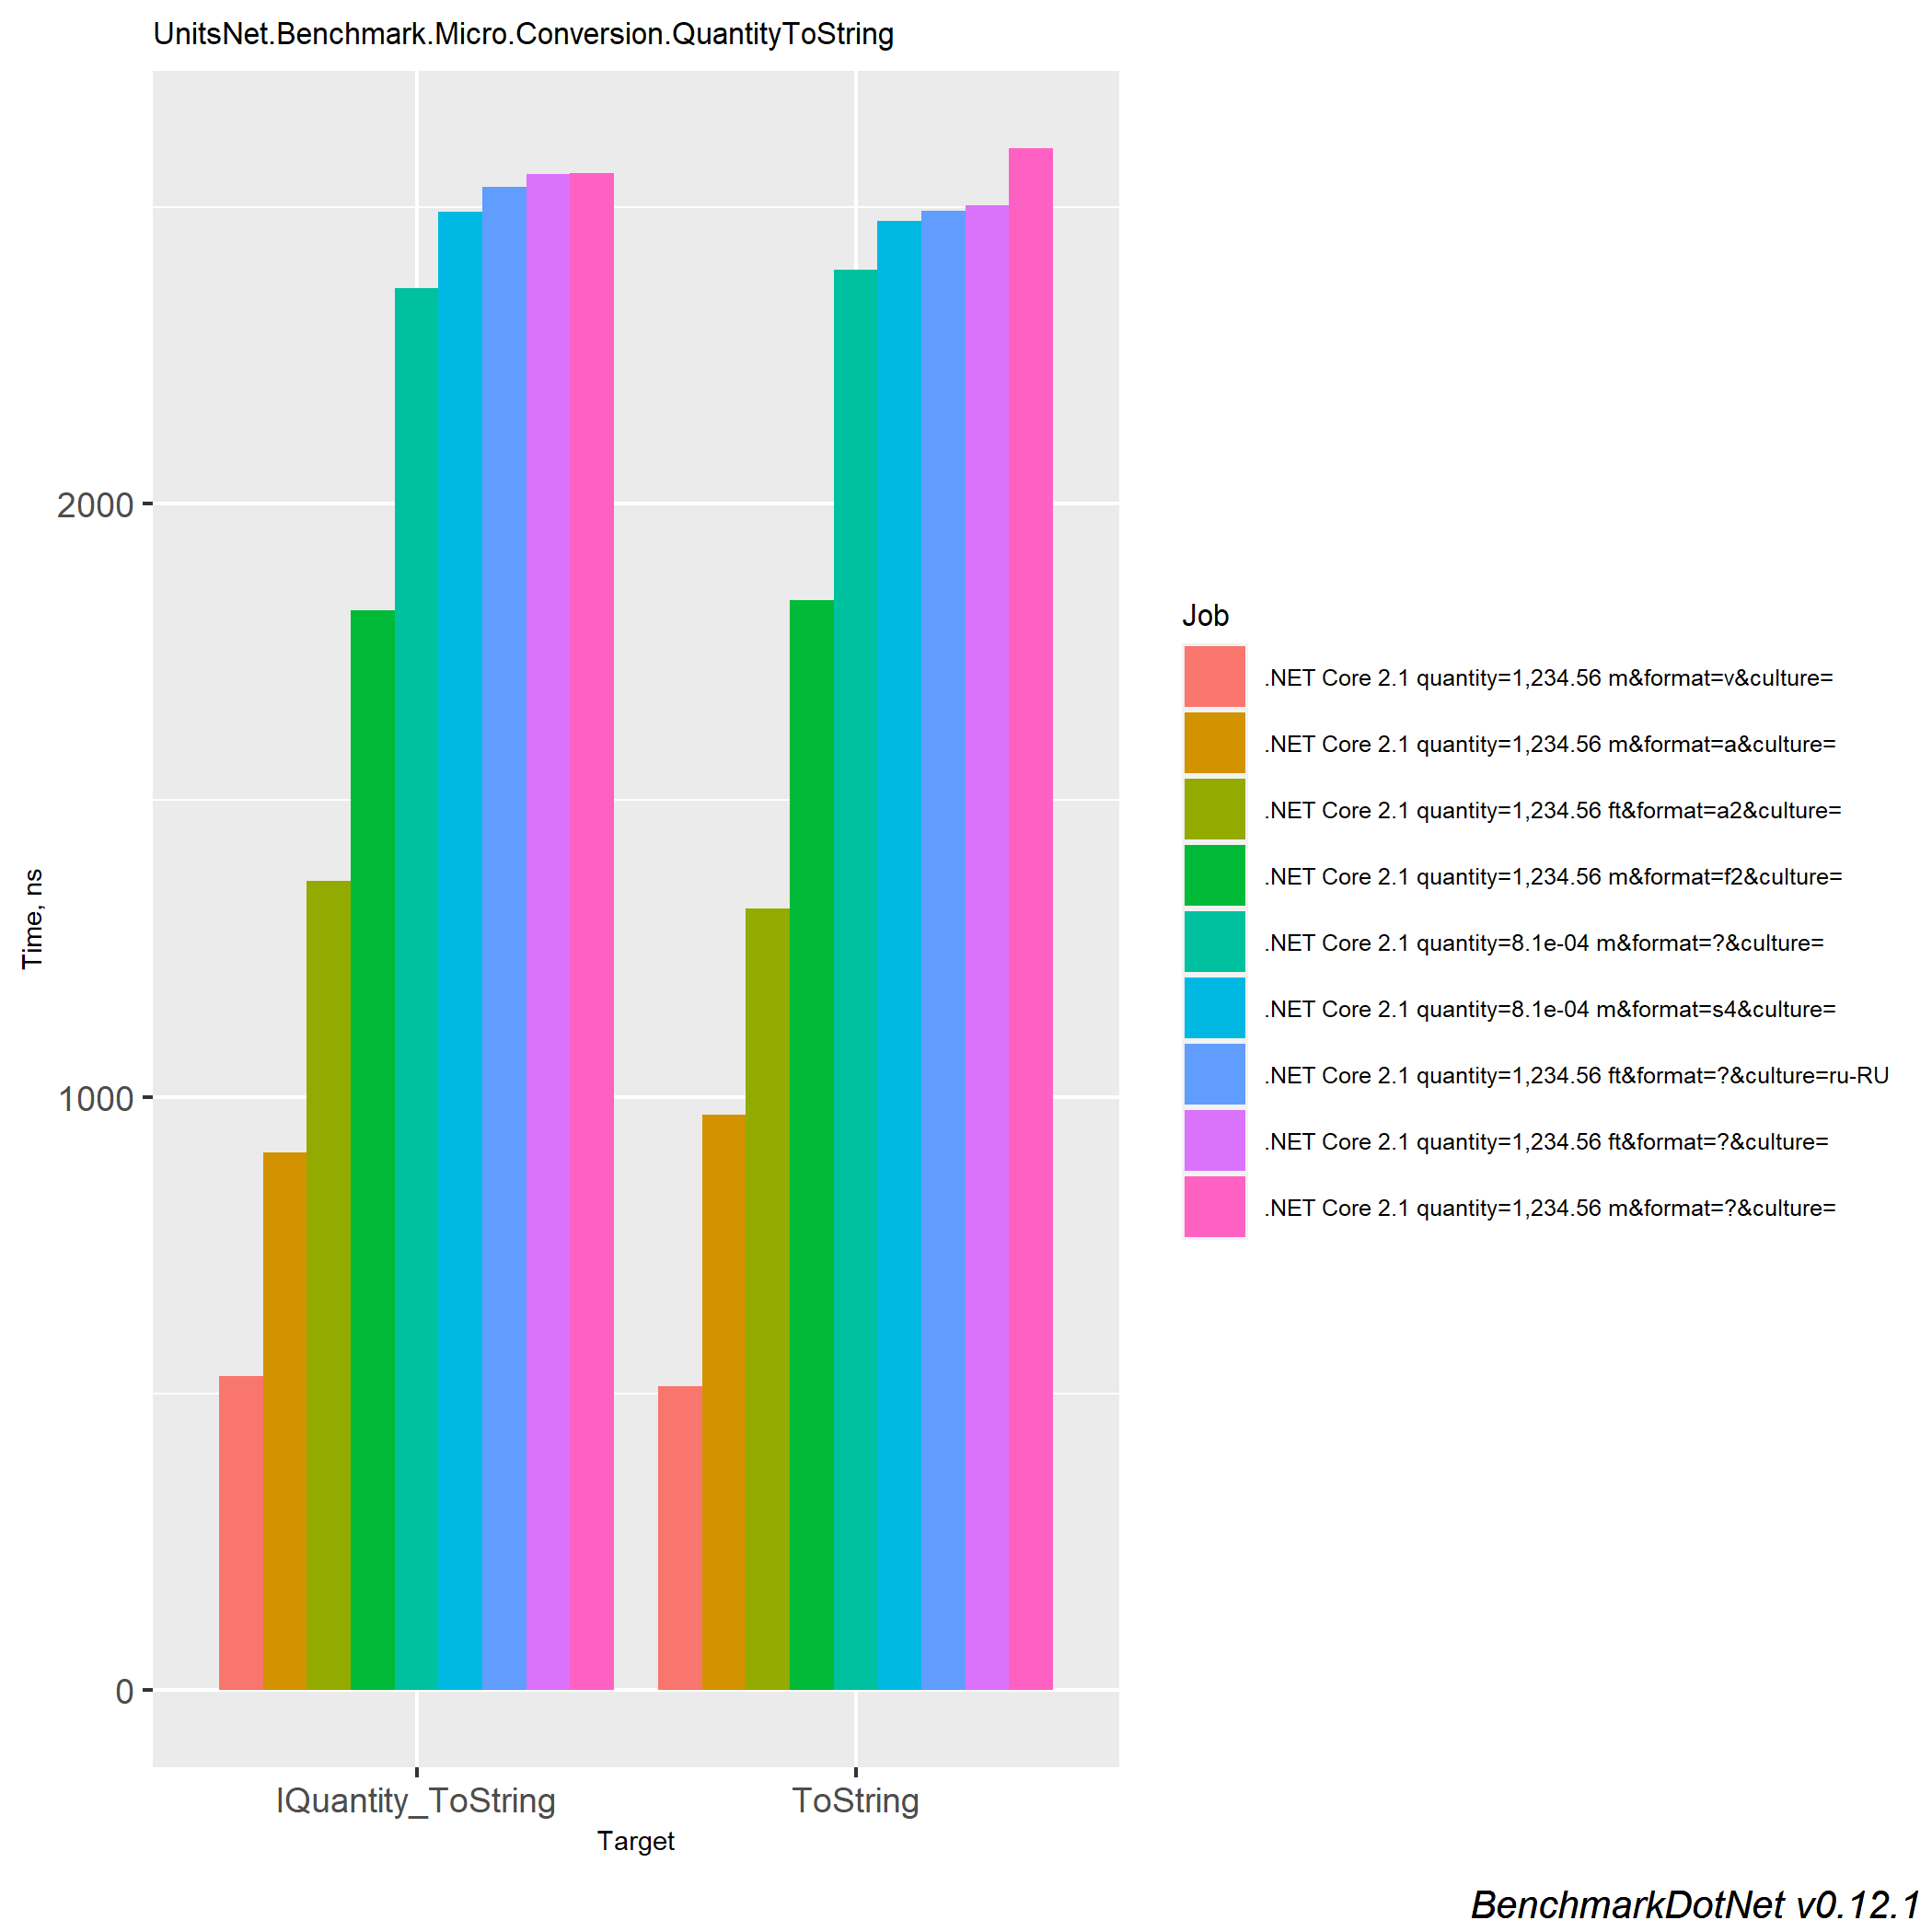 UnitsNet.Benchmark.Micro.Conversion.QuantityToString
Time, ns
2000
1000
0
IQuantity_ToString
ToString
Target
Job
.NET Core 2.1 quantity=1,234.56 m&format=v&culture=
.NET Core 2.1 quantity=1,234.56 m&format=a&culture=
.NET Core 2.1 quantity=1,234.56 ft&format=a2&culture=
.NET Core 2.1 quantity=1,234.56 m&format=f2&culture=
.NET Core 2.1 quantity=8.1e-04 m&format=?&culture=
.NET Core 2.1 quantity=8.1e-04 m&format=s4&culture=
.NET Core 2.1 quantity=1,234.56 ft&format=?&culture=ru-RU
.NET Core 2.1 quantity=1,234.56 ft&format=?&culture=
.NET Core 2.1 quantity=1,234.56 m&format=?&culture=
BenchmarkDotNet v0.12.1